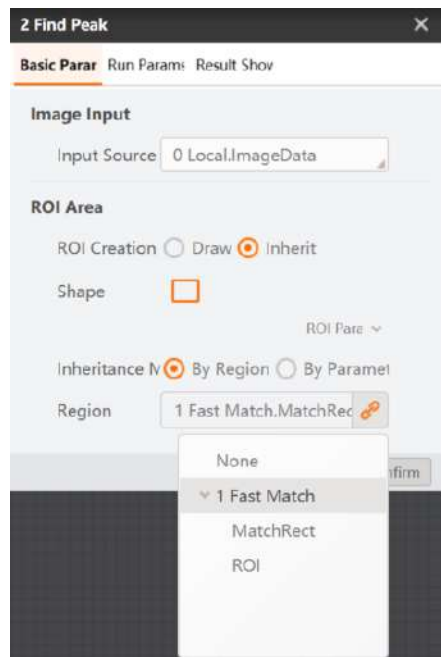 2 Find Peak
Basic Parar Run Params Result Shov
Image Input
Input Source 0 Local.ImageData
ROI Area
ROI Creation Draw Inherit
Shape
ROI Para
Inheritance M By Region By Paramet
Region 1 Fast Match.MatchRec
None
nfirm
1 Fast Match
MatchRect
ROI